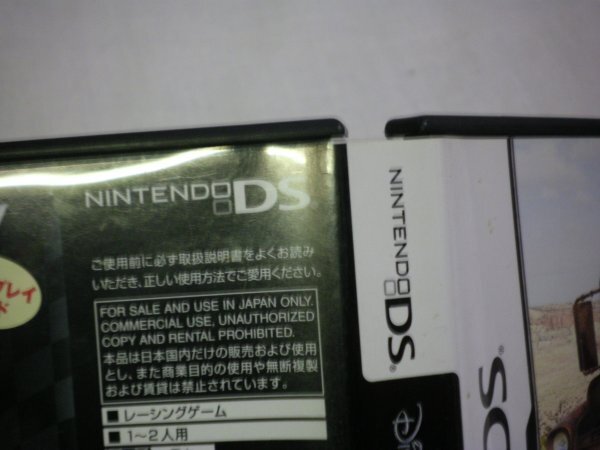 NINTENDO DS
ご使用前に必ず取扱説明書をよくお読み
いただき、正しい使用方法でご愛用ください。
FOR SALE AND USE IN JAPAN ONLY.
COMMERCIAL USE, UNAUTHORIZED
COPY AND RENTAL PROHIBITED.
本品は日本国内だけの販売および使用
とし、また商業目的の使用や無断複製
および賃貸は禁止されています。
■レーシングゲーム
■1〜2人用
プレイ
NINTENDO DS